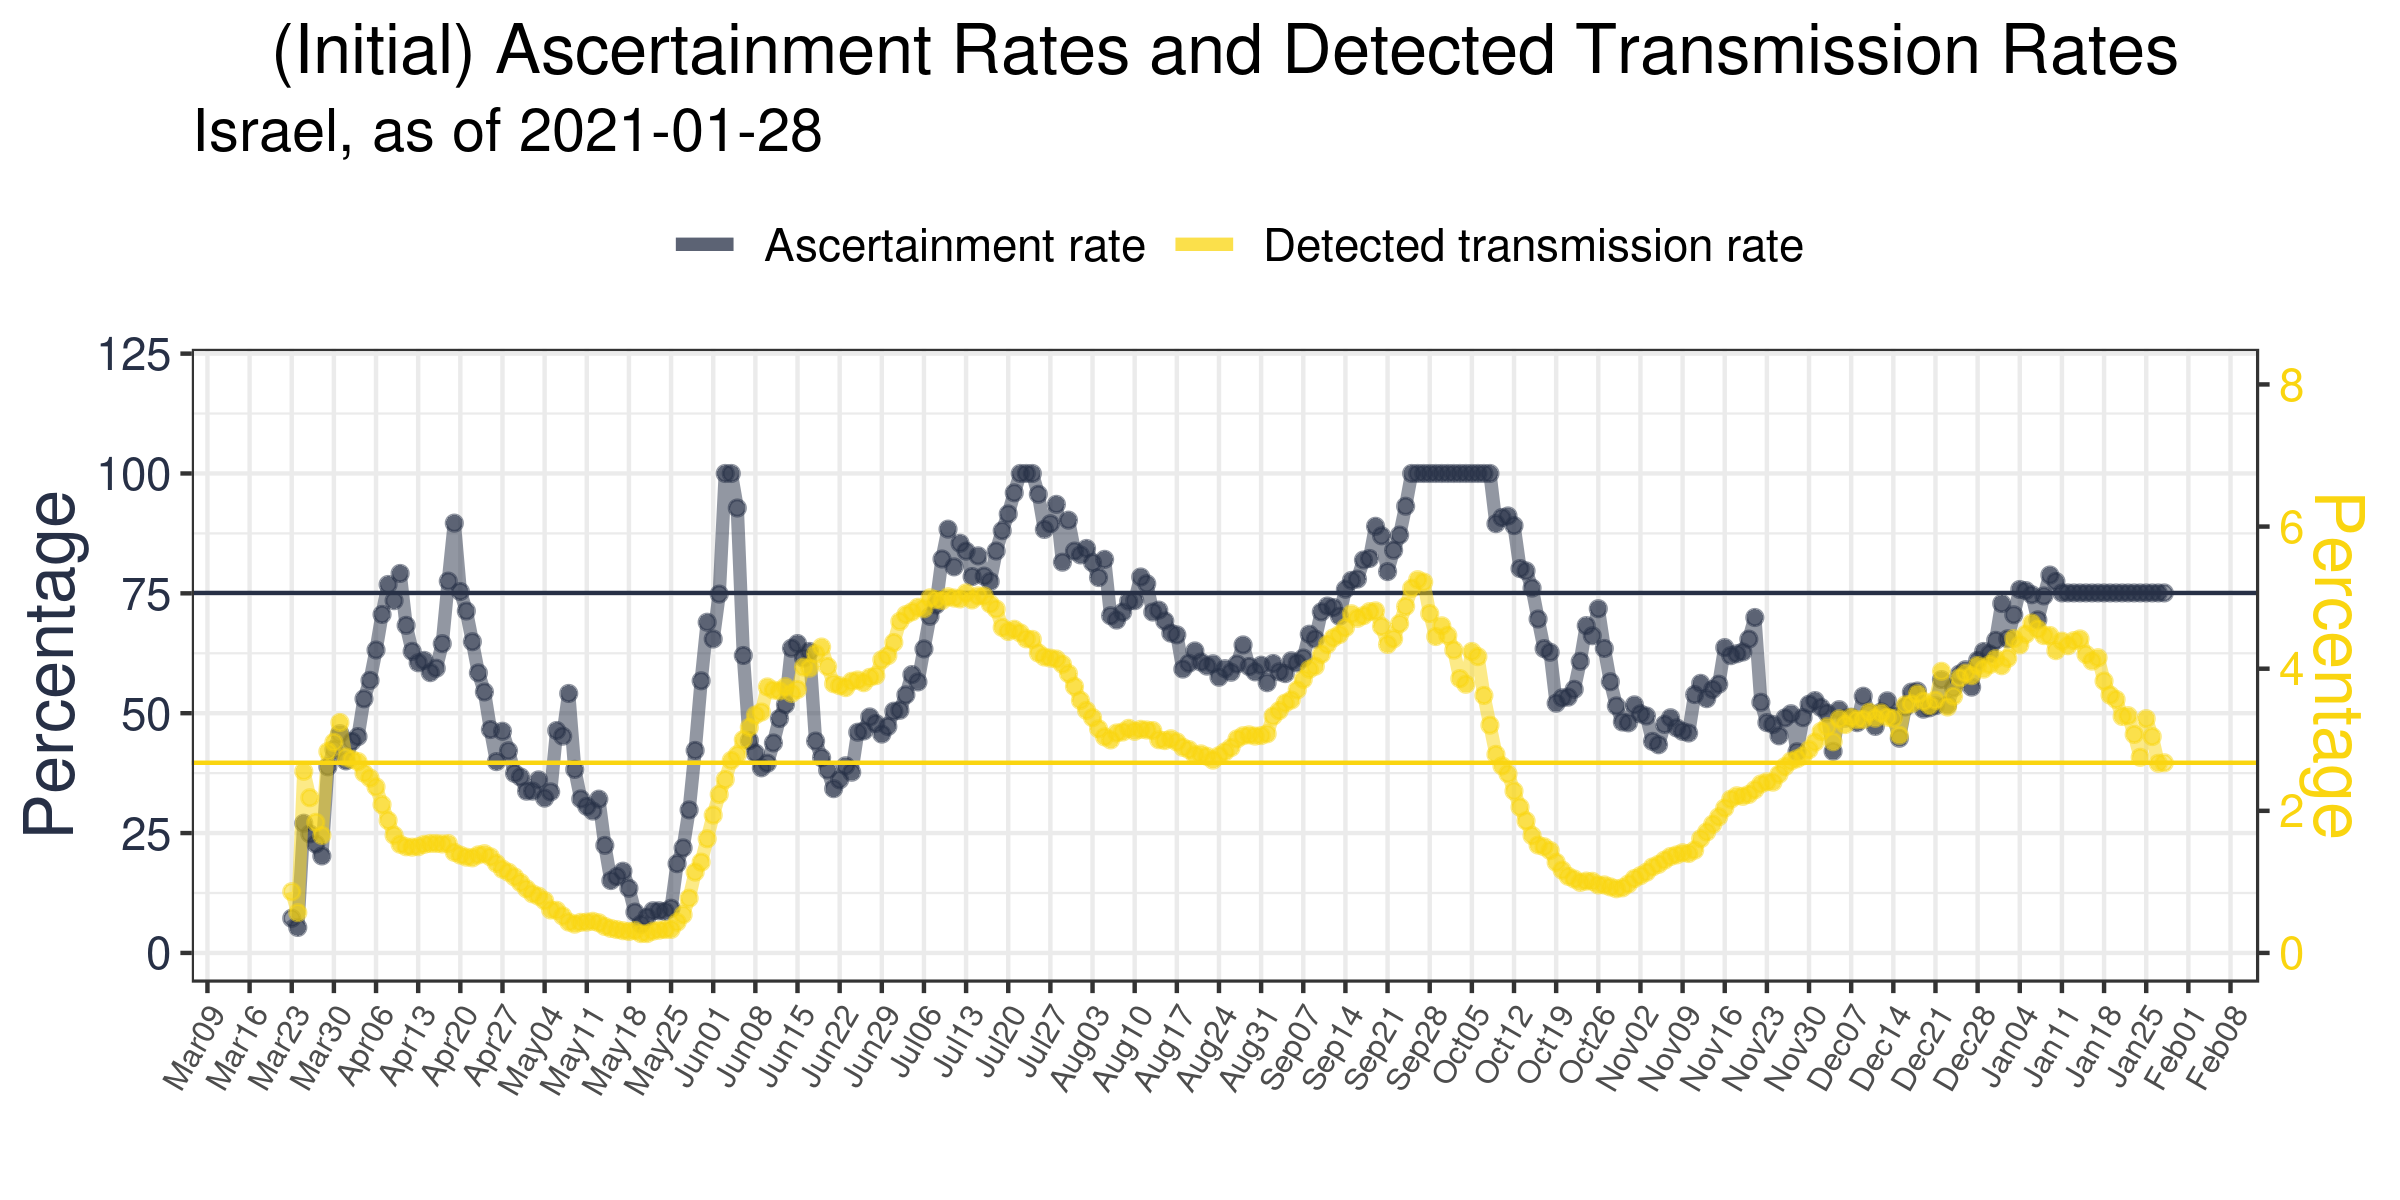 (Initial) Ascertainment Rates and Detected Transmission Rates
Israel, as of 2021-01-28
Ascertainment rate Detected transmission rate
Percentage
125
100
75
50
25
0
8
6
4
2
0
Percentage
Mar09 Mar16 Mar23 Mar30 Apr06 Apr13 Apr20 Apr27 May04 May11 May18 May25 Jun01 Jun08 Jun15 Jun22 Jun29 Jul06 Jul13 Jul20 Jul27 Aug03 Aug10 Aug17 Aug24 Aug31 Sep07 Sep14 Sep21 Sep28 Oct05 Oct12 Oct19 Oct26 Nov02 Nov09 Nov16 Nov23 Nov30 Dec07 Dec14 Dec21 Dec28 Jan04 Jan11 Jan18 Jan25 Feb01 Feb08